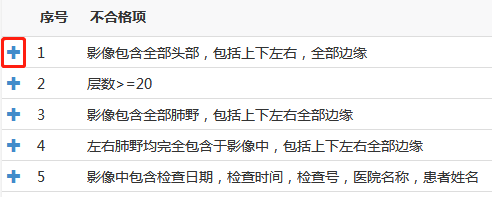 序号 不合格项
1 影像包含全部头部，包括上下左右，全部边缘
2 层数>=20
3 影像包含全部肺野，包括上下左右全部边缘
4 左右肺野均完全包含于影像中，包括上下左右全部边缘
5 影像中包含检查日期，检查时间，检查号，医院名称，患者姓名